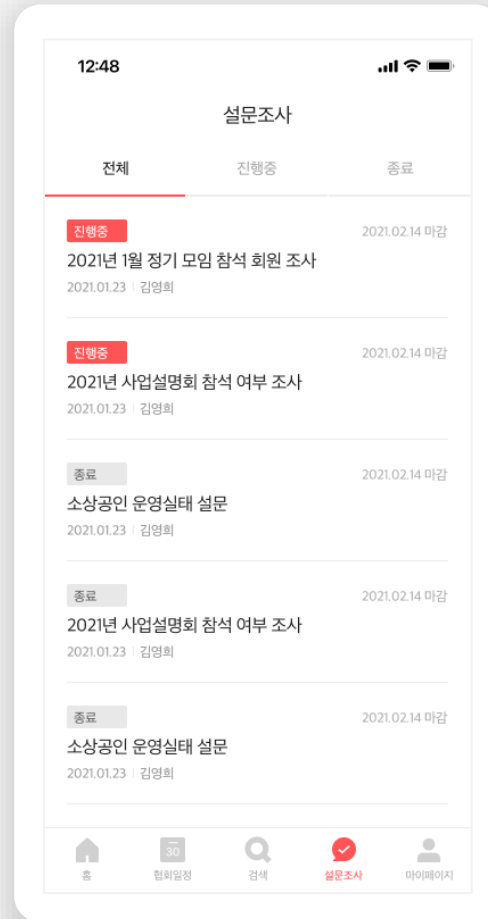 12:48
설문조사
전체 진행중 종료
진행중 2021.02.14 마감
2021년 1월 정기 모임 참석 회원 조사
2021.01.23 김영희
진행중 2021.02.14 마감
2021년 사업설명회 참석 여부 조사
2021.01.23 김영희
종료 2021.02.14 마감
소상공인 운영실태 설문
2021.01.23 김영희
종료 2021.02.14 마감
2021년 사업설명회 참석 여부 조사
2021.01.23 김영희
종료 2021.02.14 마감
소상공인 운영실태 설문
2021.01.23 김영희
30
홈 협회일정 검색 설문조사 마이페이지